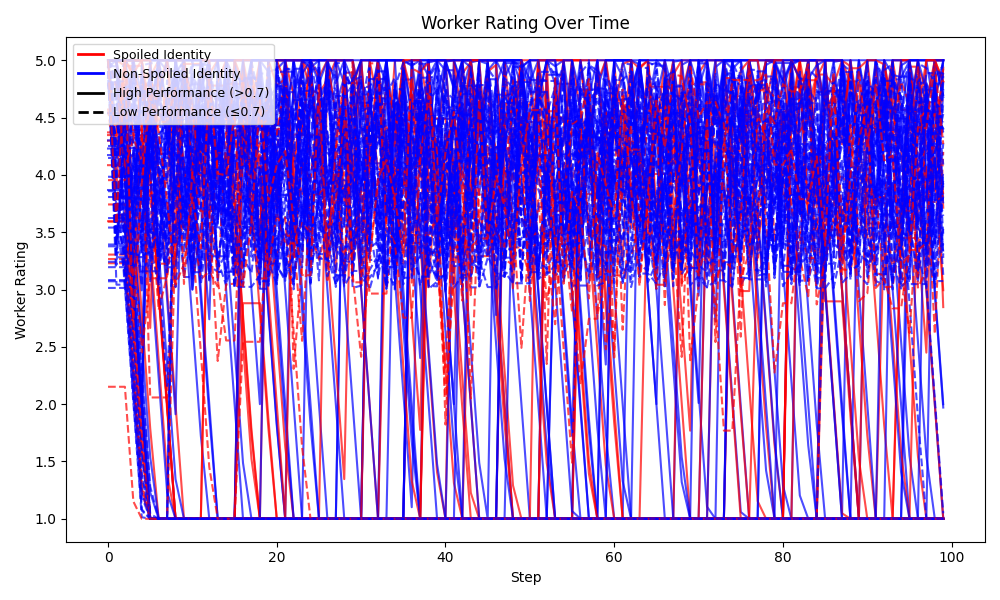 Worker Rating Over Time
Spoiled Identity
Non-Spoiled Identity
High Performance (>0.7)
Low Performance (≤0.7)
Worker Rating
5.0
4.5
4.0
3.5
3.0
2.5
2.0
1.5
1.0
0
20
40
60
80
100
Step